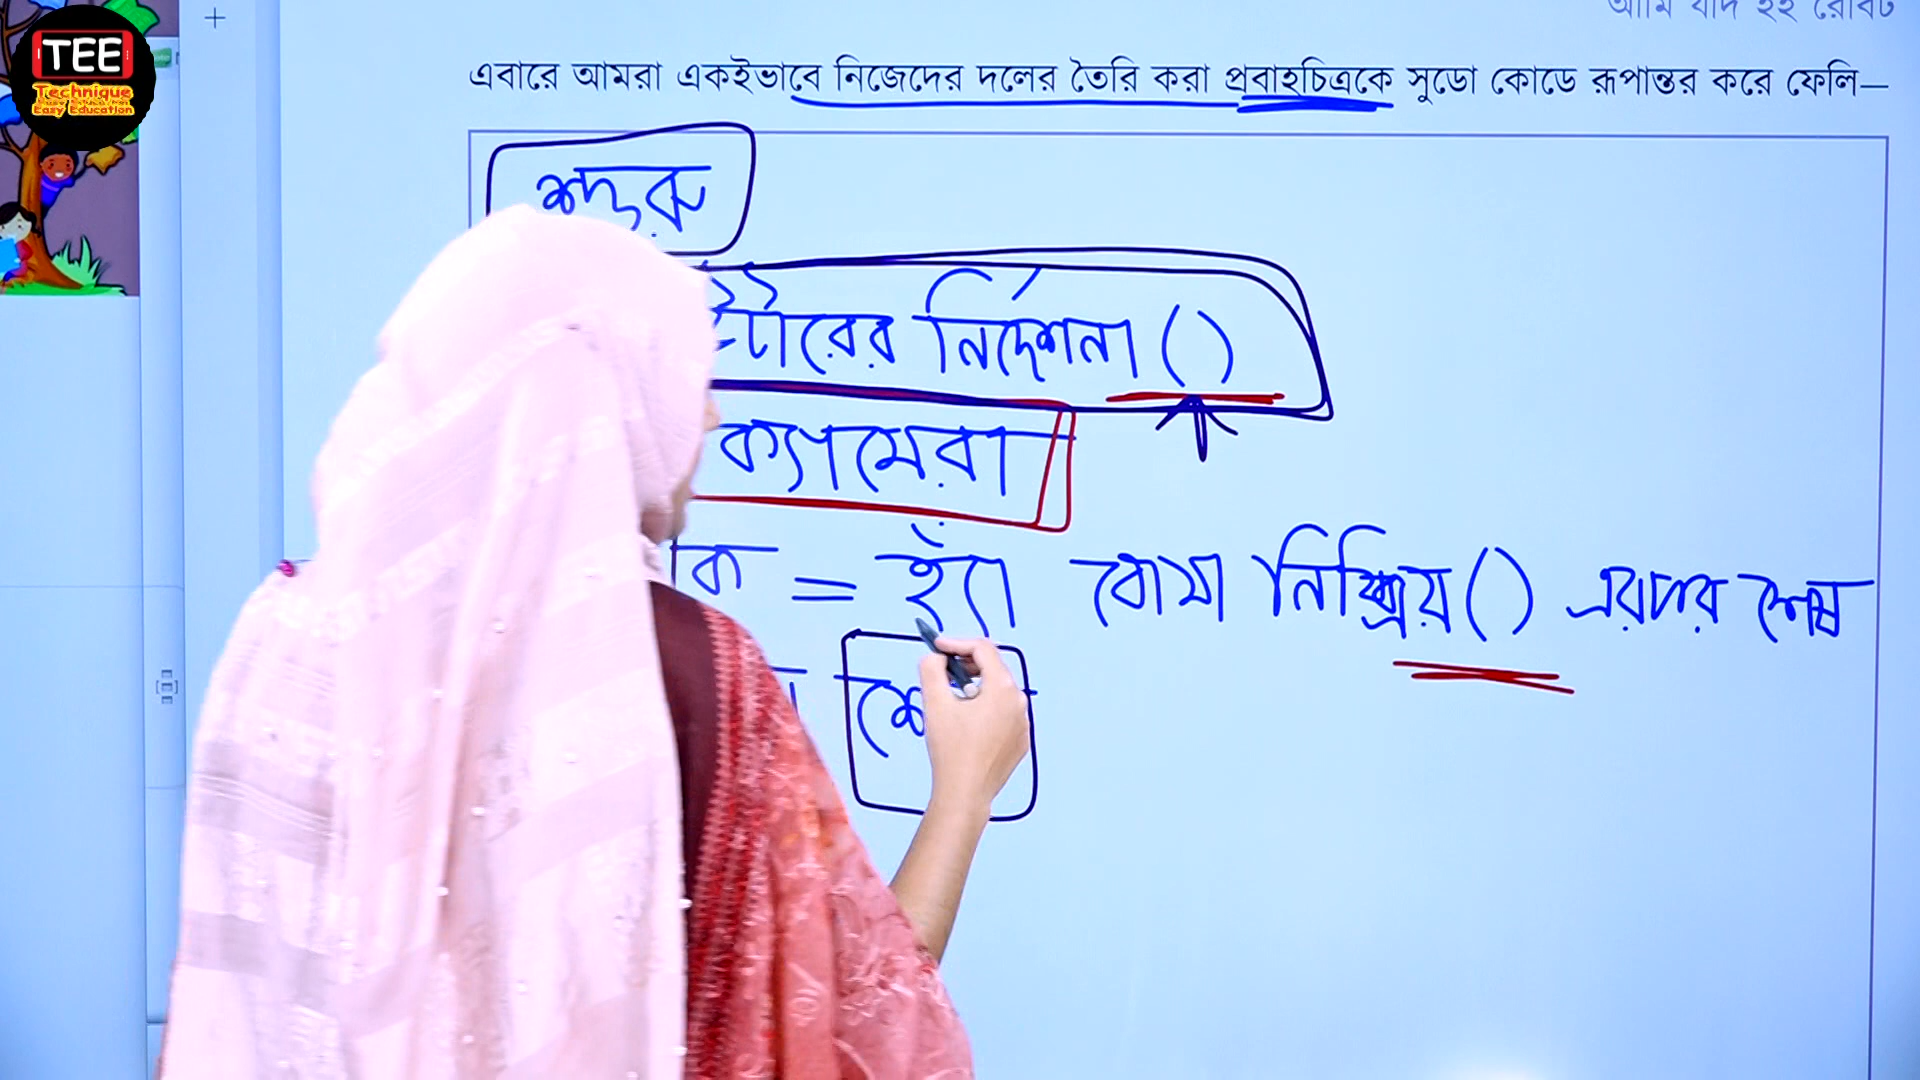 TEE
Technique
Easy Education
আমি যদি হই রোবট
এবারে আমরা একইভাবে নিজেদের দলের তৈরি করা প্রবাহচিত্রকে সুডো কোডে রূপান্তর করে ফেলি—
শুরু
নির্দেশনা ()
ক্যামেরা
= হ্যাঁ বোমা নিষ্ক্রিয় () এরপর শেষ